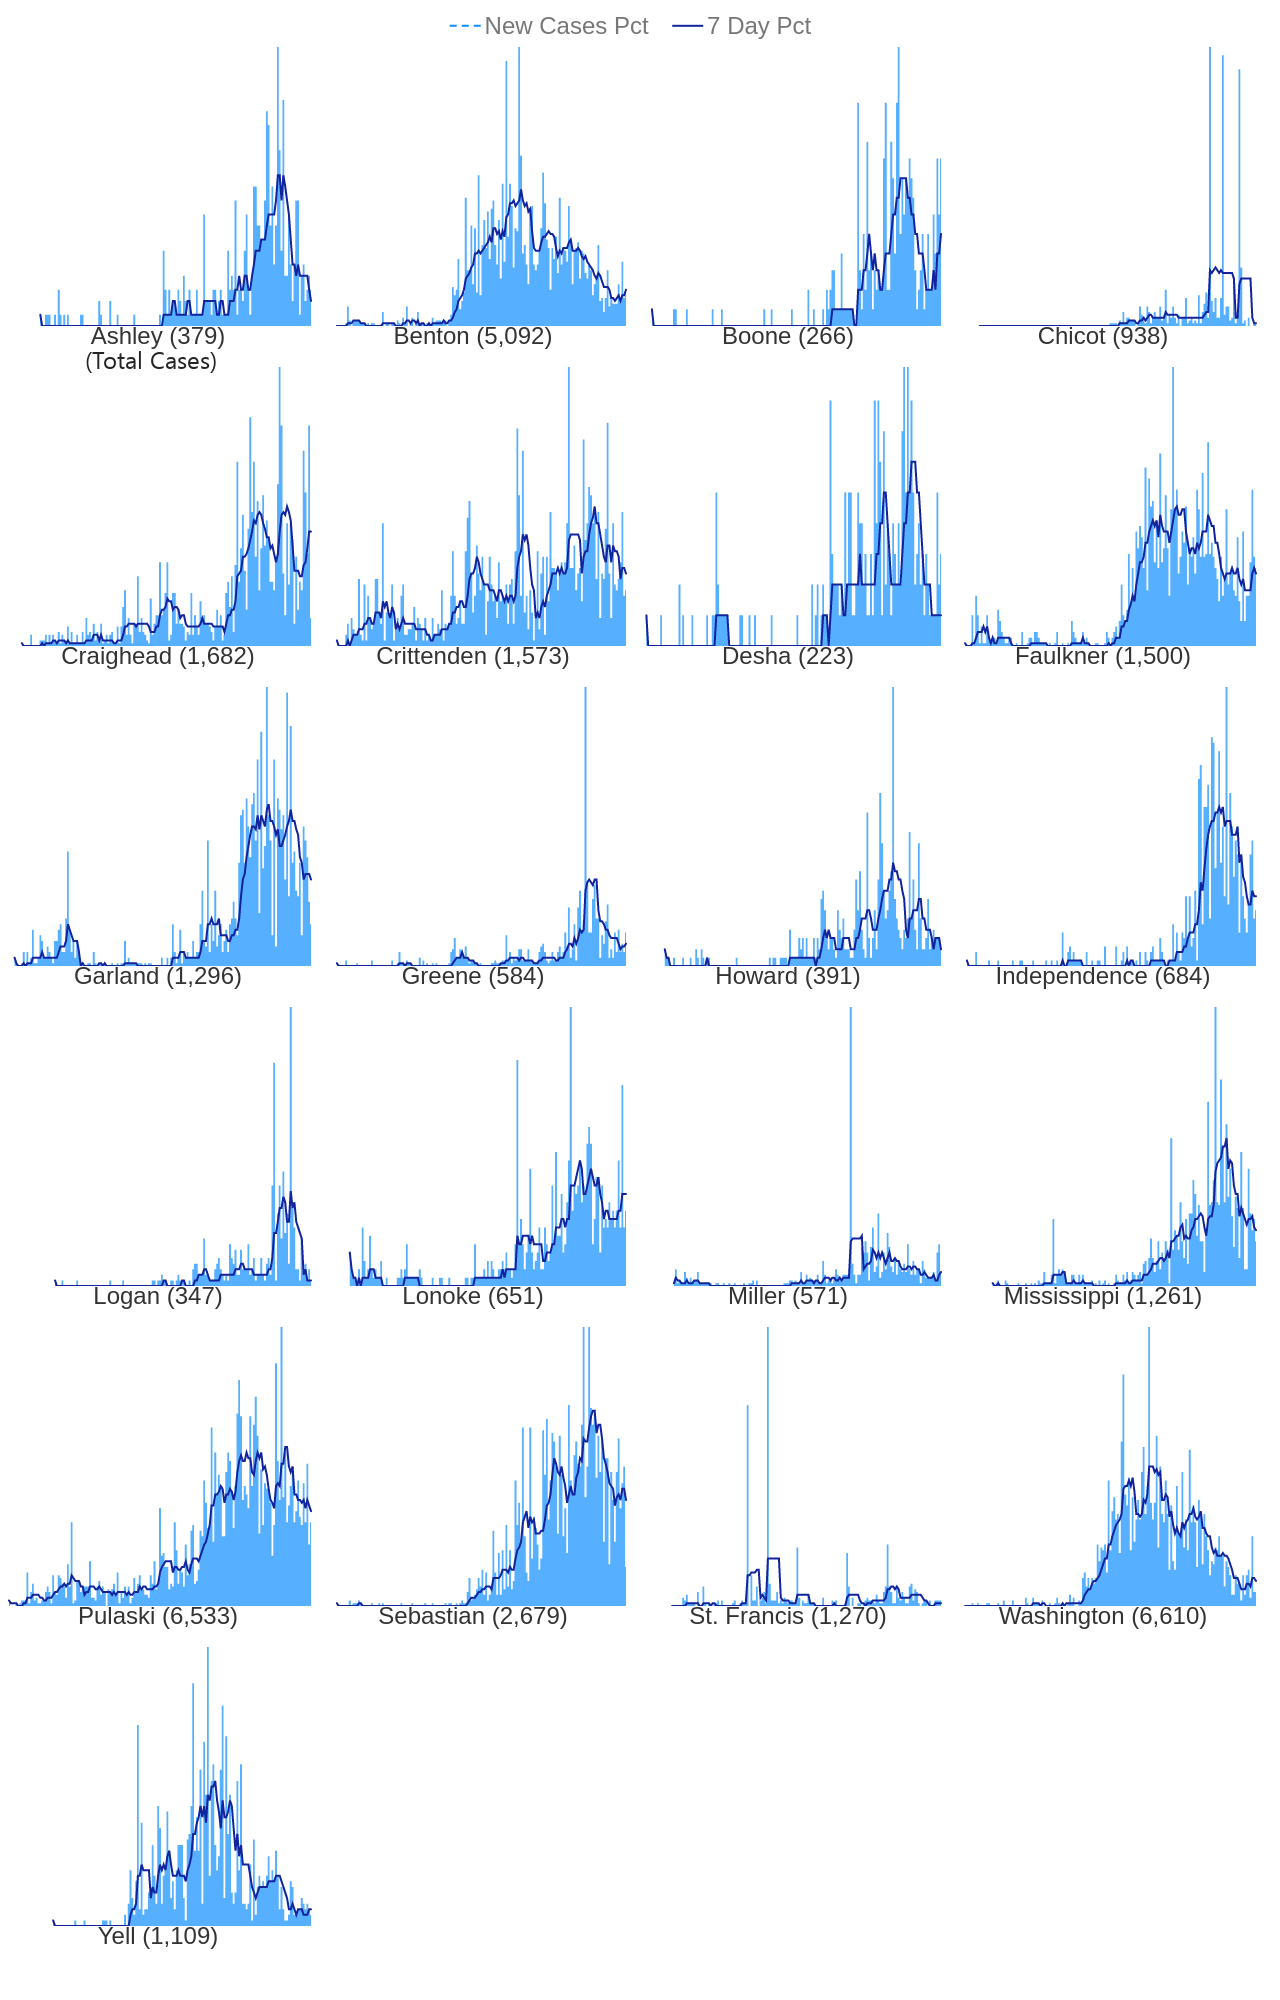 New Cases Pct 7 Day Pct
Ashley (379) Benton (5,092) Boone (266) Chicot (938)
(Total Cases)
Craighead (1,682) Crittenden (1,573) Desha (223) Faulkner (1,500)
Garland (1,296) Greene (584) Howard (391) Independence (684)
Logan (347) Lonoke (651) Miller (571) Mississippi (1,261)
Pulaski (6,533) Sebastian (2,679) St. Francis (1,270) Washington (6,610)
Yell (1,109)